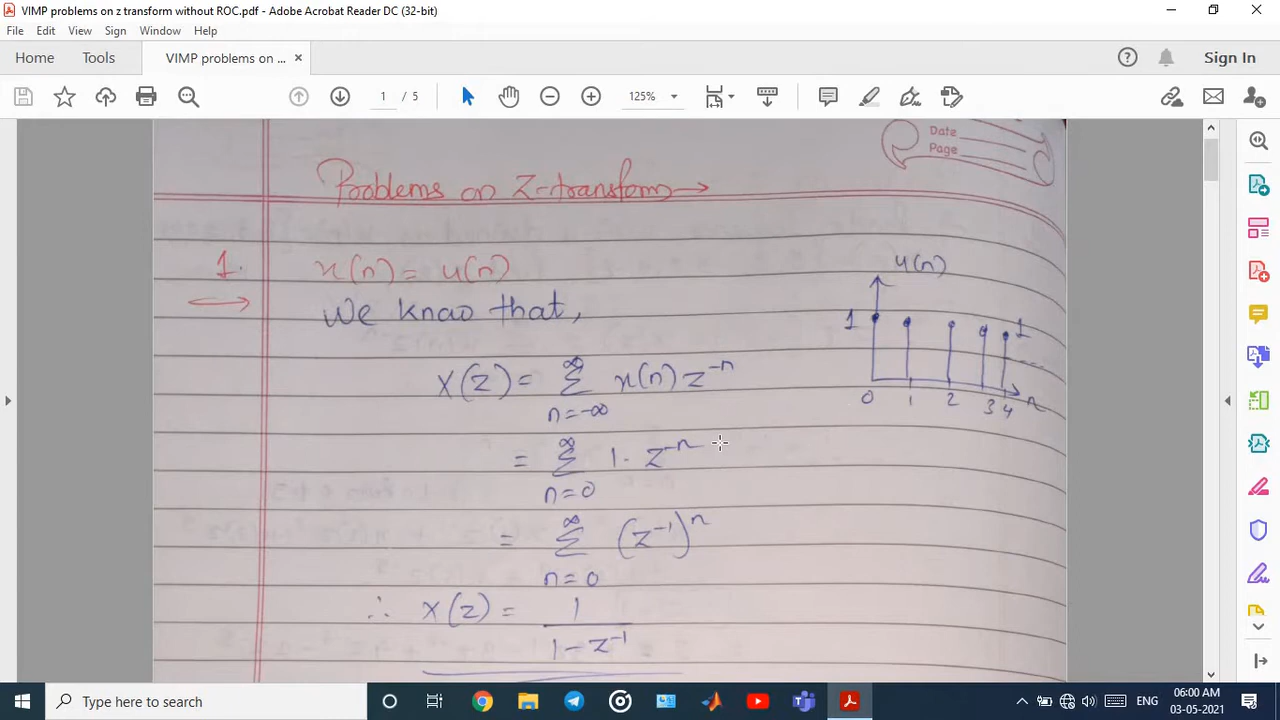 VIMP problems on z transform without ROC.pdf - Adobe Acrobat Reader DC (32-bit)
File Edit View Sign Window Help
Home Tools VIMP problems on ... × Sign In
1 / 5 125%
Date
Page
Problems on Z-transform →
1. x(n) = u(n)
We know that,
u(n)
1 1
0 1 2 3 4 n
X(z) = ∞ Σ n=-∞ x(n) z⁻ⁿ
= ∞ Σ n=0 1. z⁻ⁿ
= ∞ Σ n=0 (z⁻¹)ⁿ
∴ X(z) = 1 / 1 - z⁻¹
Type here to search
ENG 06:00 AM
03-05-2021